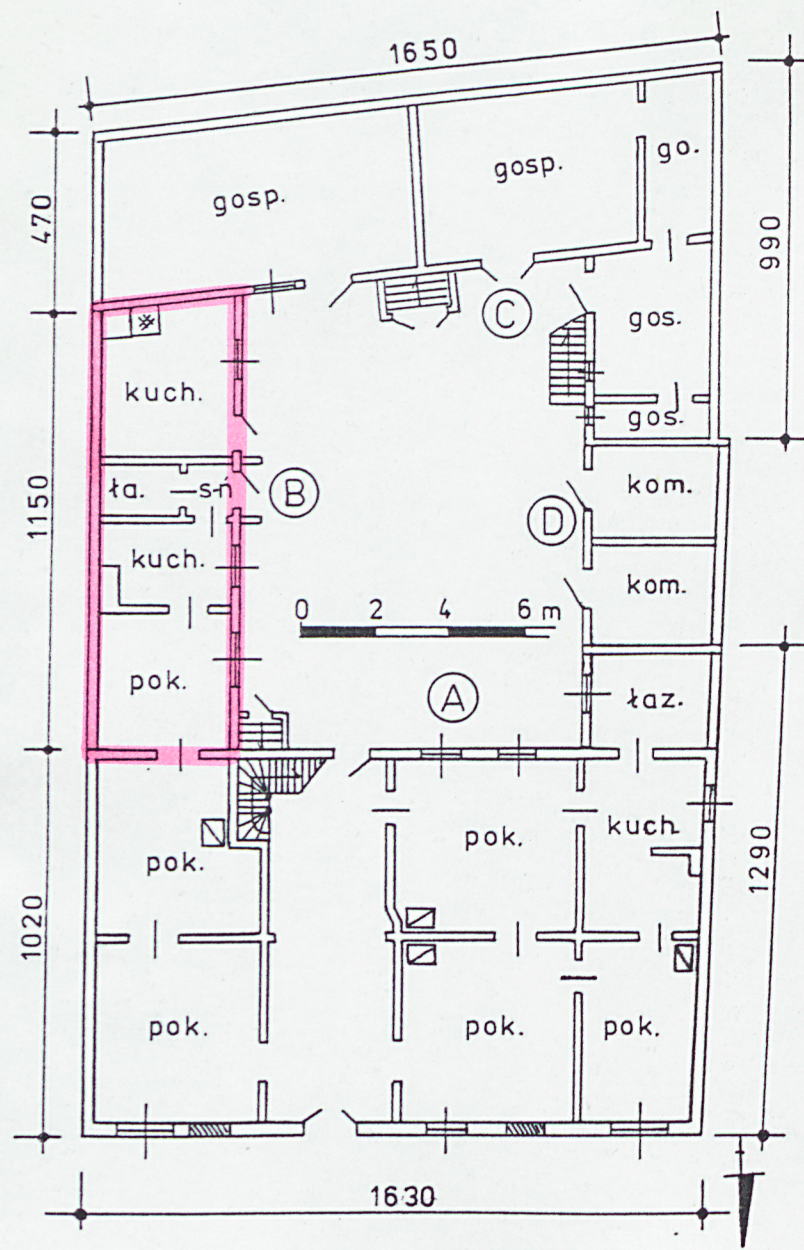 1650
470
gosp.
gosp.
go.
990
C
gos.
gos.
kuch.
1150
ła.
s-ń
B
kom.
D
kuch.
kom.
0 2 4 6 m
pok.
A
łaz.
pok.
pok.
kuch.
1020
1290
pok.
pok.
pok.
1630